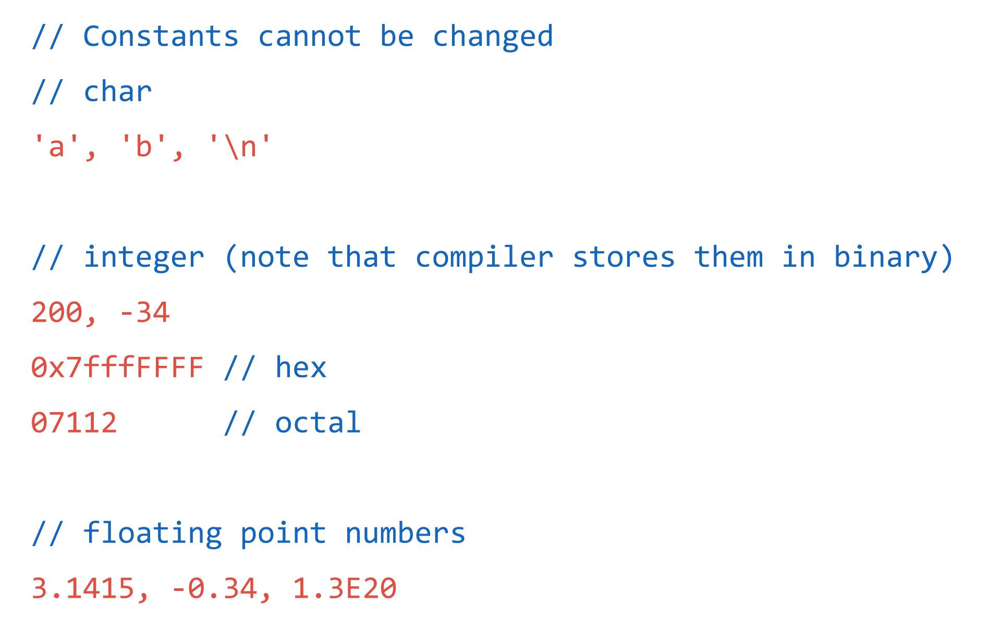 // Constants cannot be changed
// char
'a', 'b', '\n'
// integer (note that compiler stores them in binary)
200, -34
0x7fffFFFF // hex
07112      // octal
// floating point numbers
3.1415, -0.34, 1.3E20